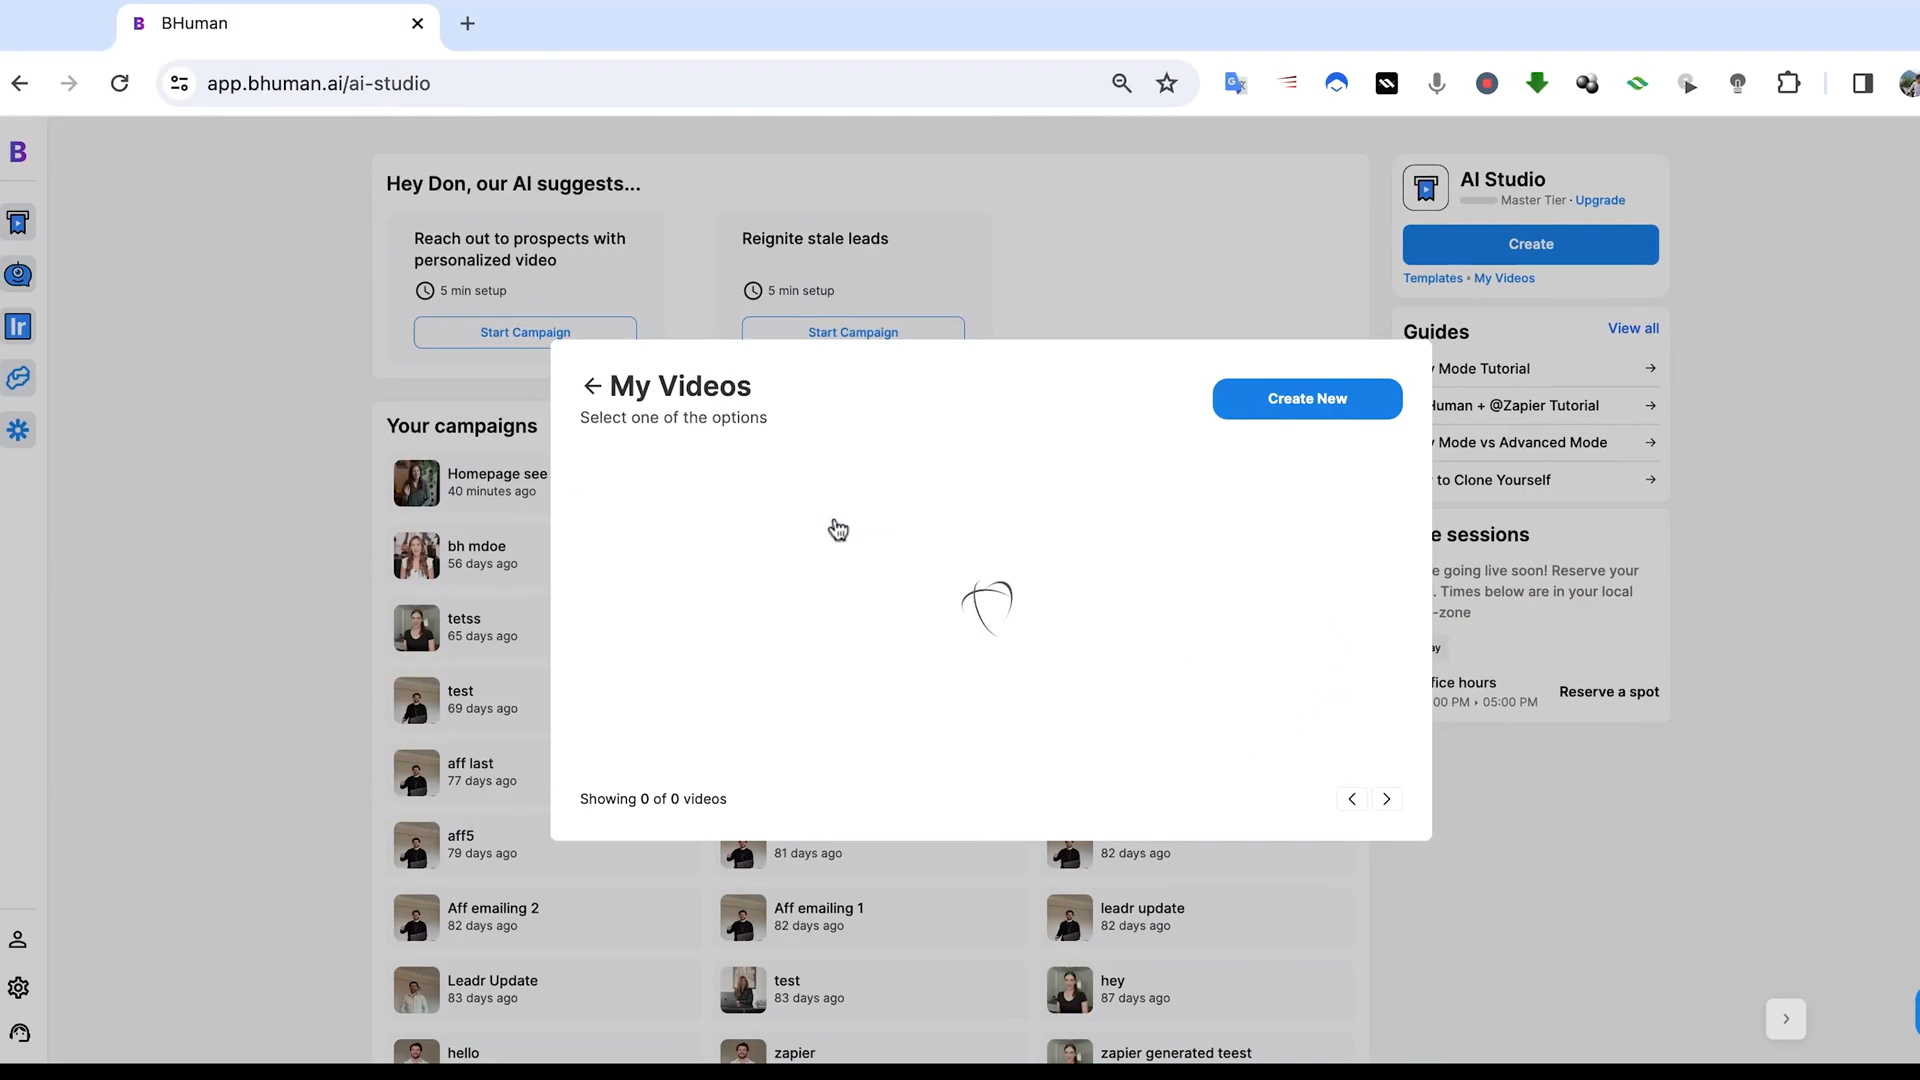 B BHuman
app.bhuman.ai/ai-studio
B
Hey Don, our AI suggests...
Reach out to prospects with
personalized video
5 min setup
Start Campaign
Reignite stale leads
5 min setup
Start Campaign
AI Studio
Master Tier · Upgrade
Create
Templates • My Videos
Guides
View all
Mode Tutorial
Human + @Zapier Tutorial
Mode vs Advanced Mode
to Clone Yourself
e sessions
e going live soon! Reserve your
. Times below are in your local
-zone
ay
fice hours
00 PM ▸ 05:00 PM
Reserve a spot
Ir
My Videos
Select one of the options
Create New
Showing 0 of 0 videos
Your campaigns
Homepage see
40 minutes ago
bh mdoe
56 days ago
tetss
65 days ago
test
69 days ago
aff last
77 days ago
aff5
79 days ago
81 days ago
82 days ago
Aff emailing 2
82 days ago
Aff emailing 1
82 days ago
leadr update
82 days ago
Leadr Update
83 days ago
test
83 days ago
hey
87 days ago
hello
zapier
zapier generated teest